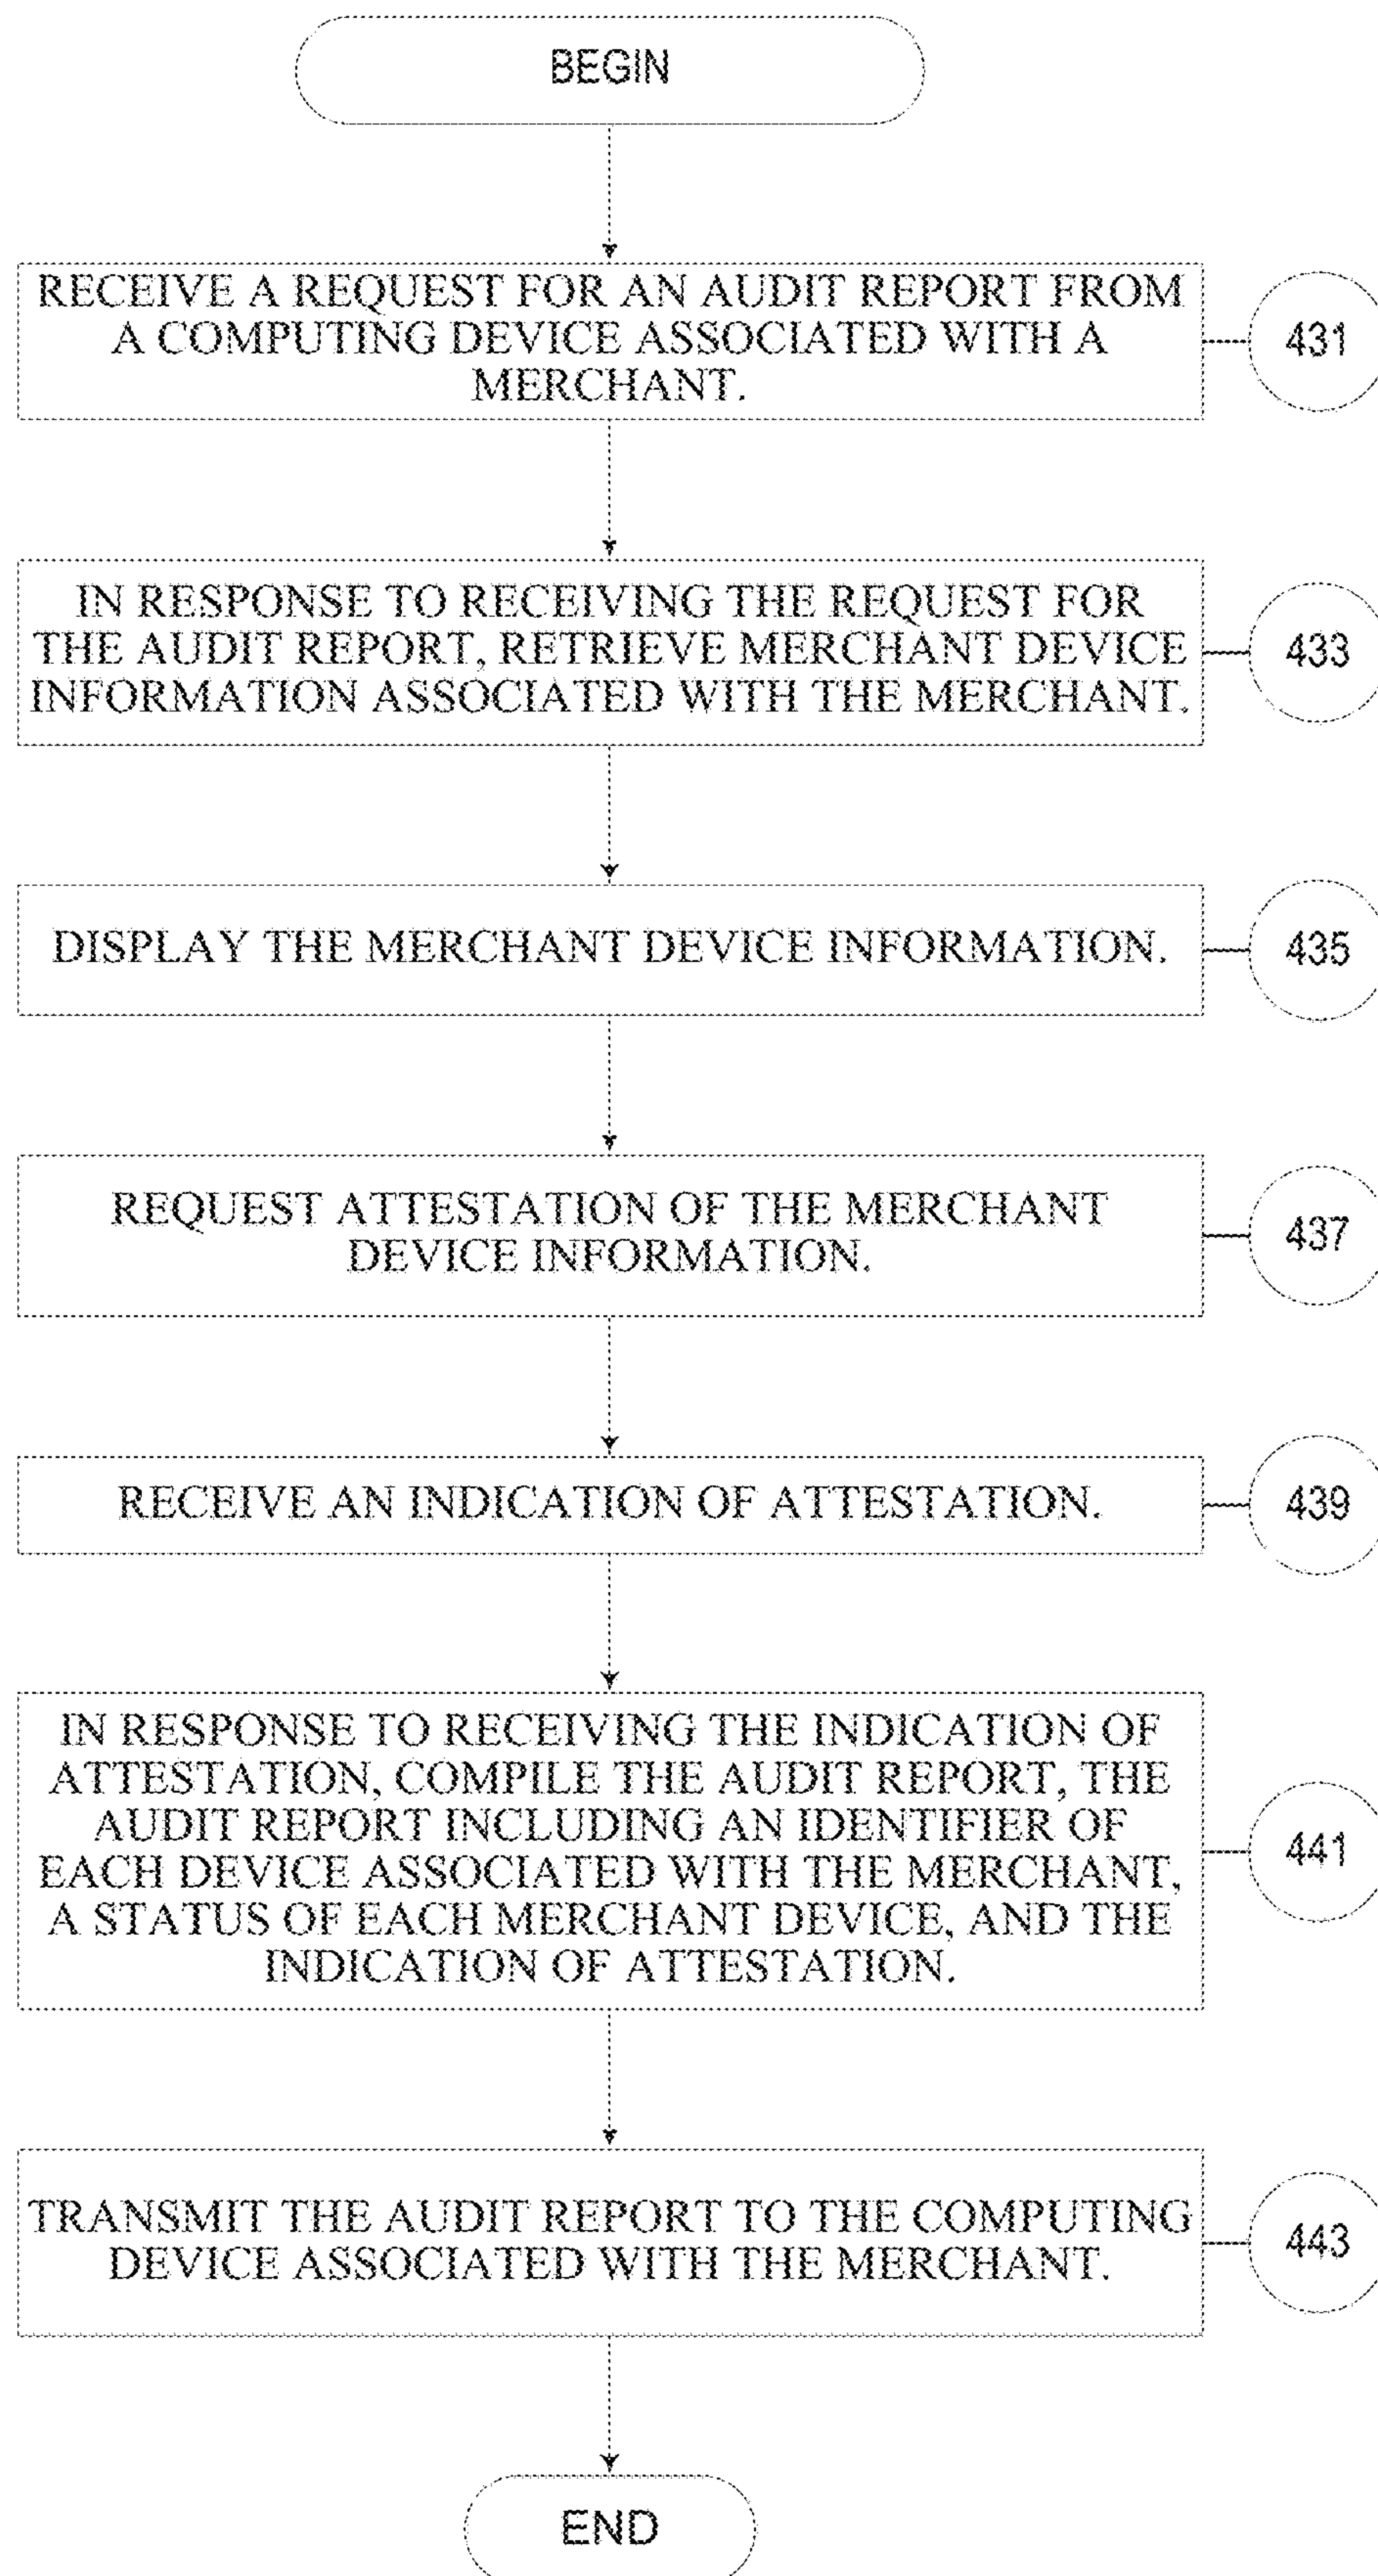 BEGIN
RECEIVE A REQUEST FOR AN AUDIT REPORT FROM
A COMPUTING DEVICE ASSOCIATED WITH A
MERCHANT.
431
IN RESPONSE TO RECEIVING THE REQUEST FOR
THE AUDIT REPORT, RETRIEVE MERCHANT DEVICE
INFORMATION ASSOCIATED WITH THE MERCHANT.
433
DISPLAY THE MERCHANT DEVICE INFORMATION.
435
REQUEST ATTESTATION OF THE MERCHANT
DEVICE INFORMATION.
437
RECEIVE AN INDICATION OF ATTESTATION.
439
IN RESPONSE TO RECEIVING THE INDICATION OF
ATTESTATION, COMPILE THE AUDIT REPORT, THE
AUDIT REPORT INCLUDING AN IDENTIFIER OF
EACH DEVICE ASSOCIATED WITH THE MERCHANT,
A STATUS OF EACH MERCHANT DEVICE, AND THE
INDICATION OF ATTESTATION.
441
TRANSMIT THE AUDIT REPORT TO THE COMPUTING
DEVICE ASSOCIATED WITH THE MERCHANT.
443
END